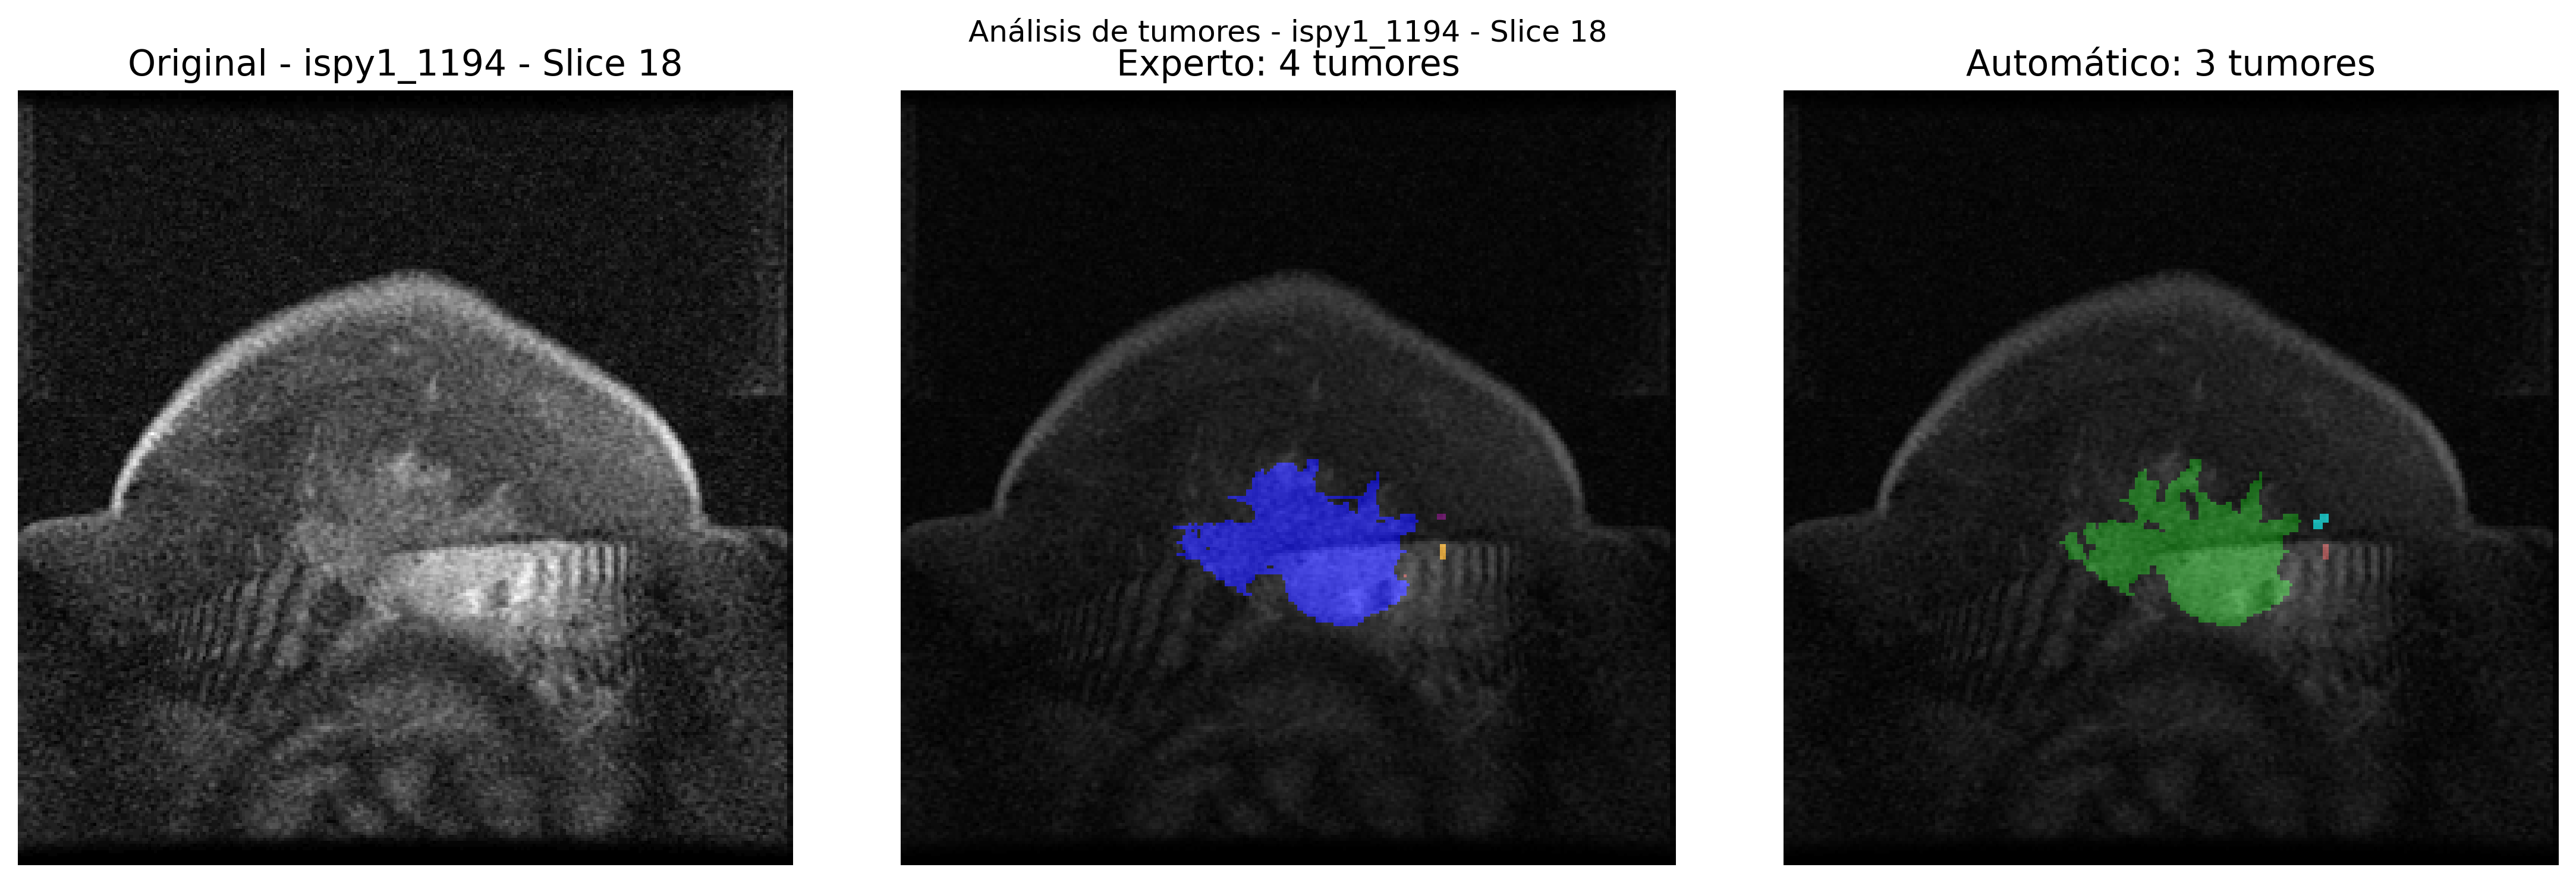 Análisis de tumores - ispy1_1194 - Slice 18
Original - ispy1_1194 - Slice 18
Experto: 4 tumores
Automático: 3 tumores